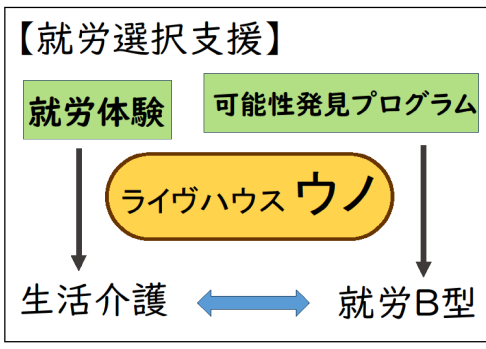 【就労選択支援】
就労体験
可能性発見プログラム
ライヴハウス ウノ
生活介護
就労B型